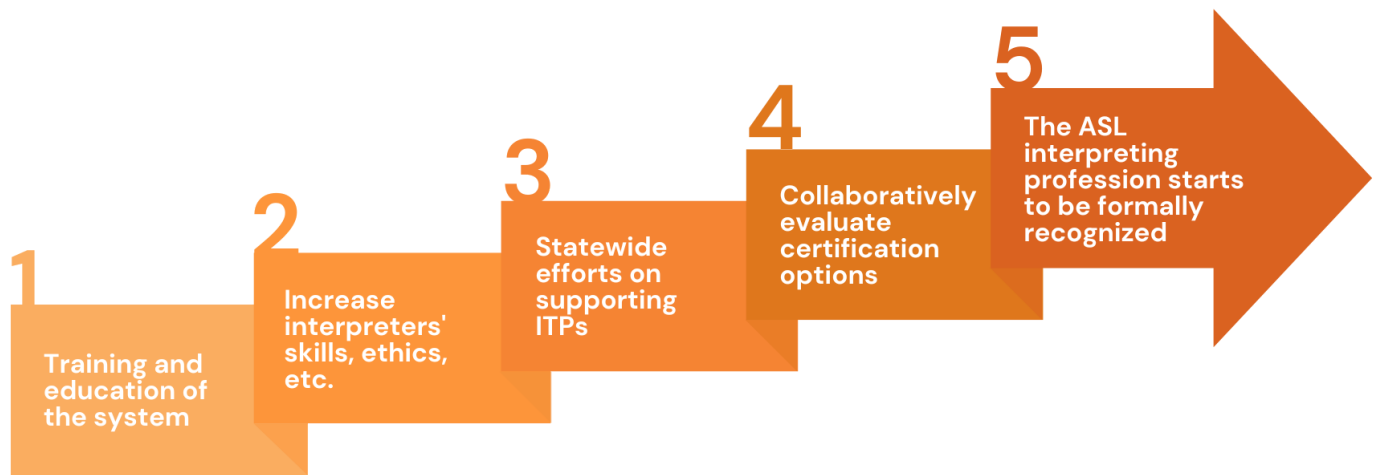 1
Training and
education of
the system
2
Increase
interpreters'
skills, ethics,
etc.
3
Statewide
efforts on
supporting
ITPs
4
Collaboratively
evaluate
certification
options
5
The ASL
interpreting
profession starts
to be formally
recognized